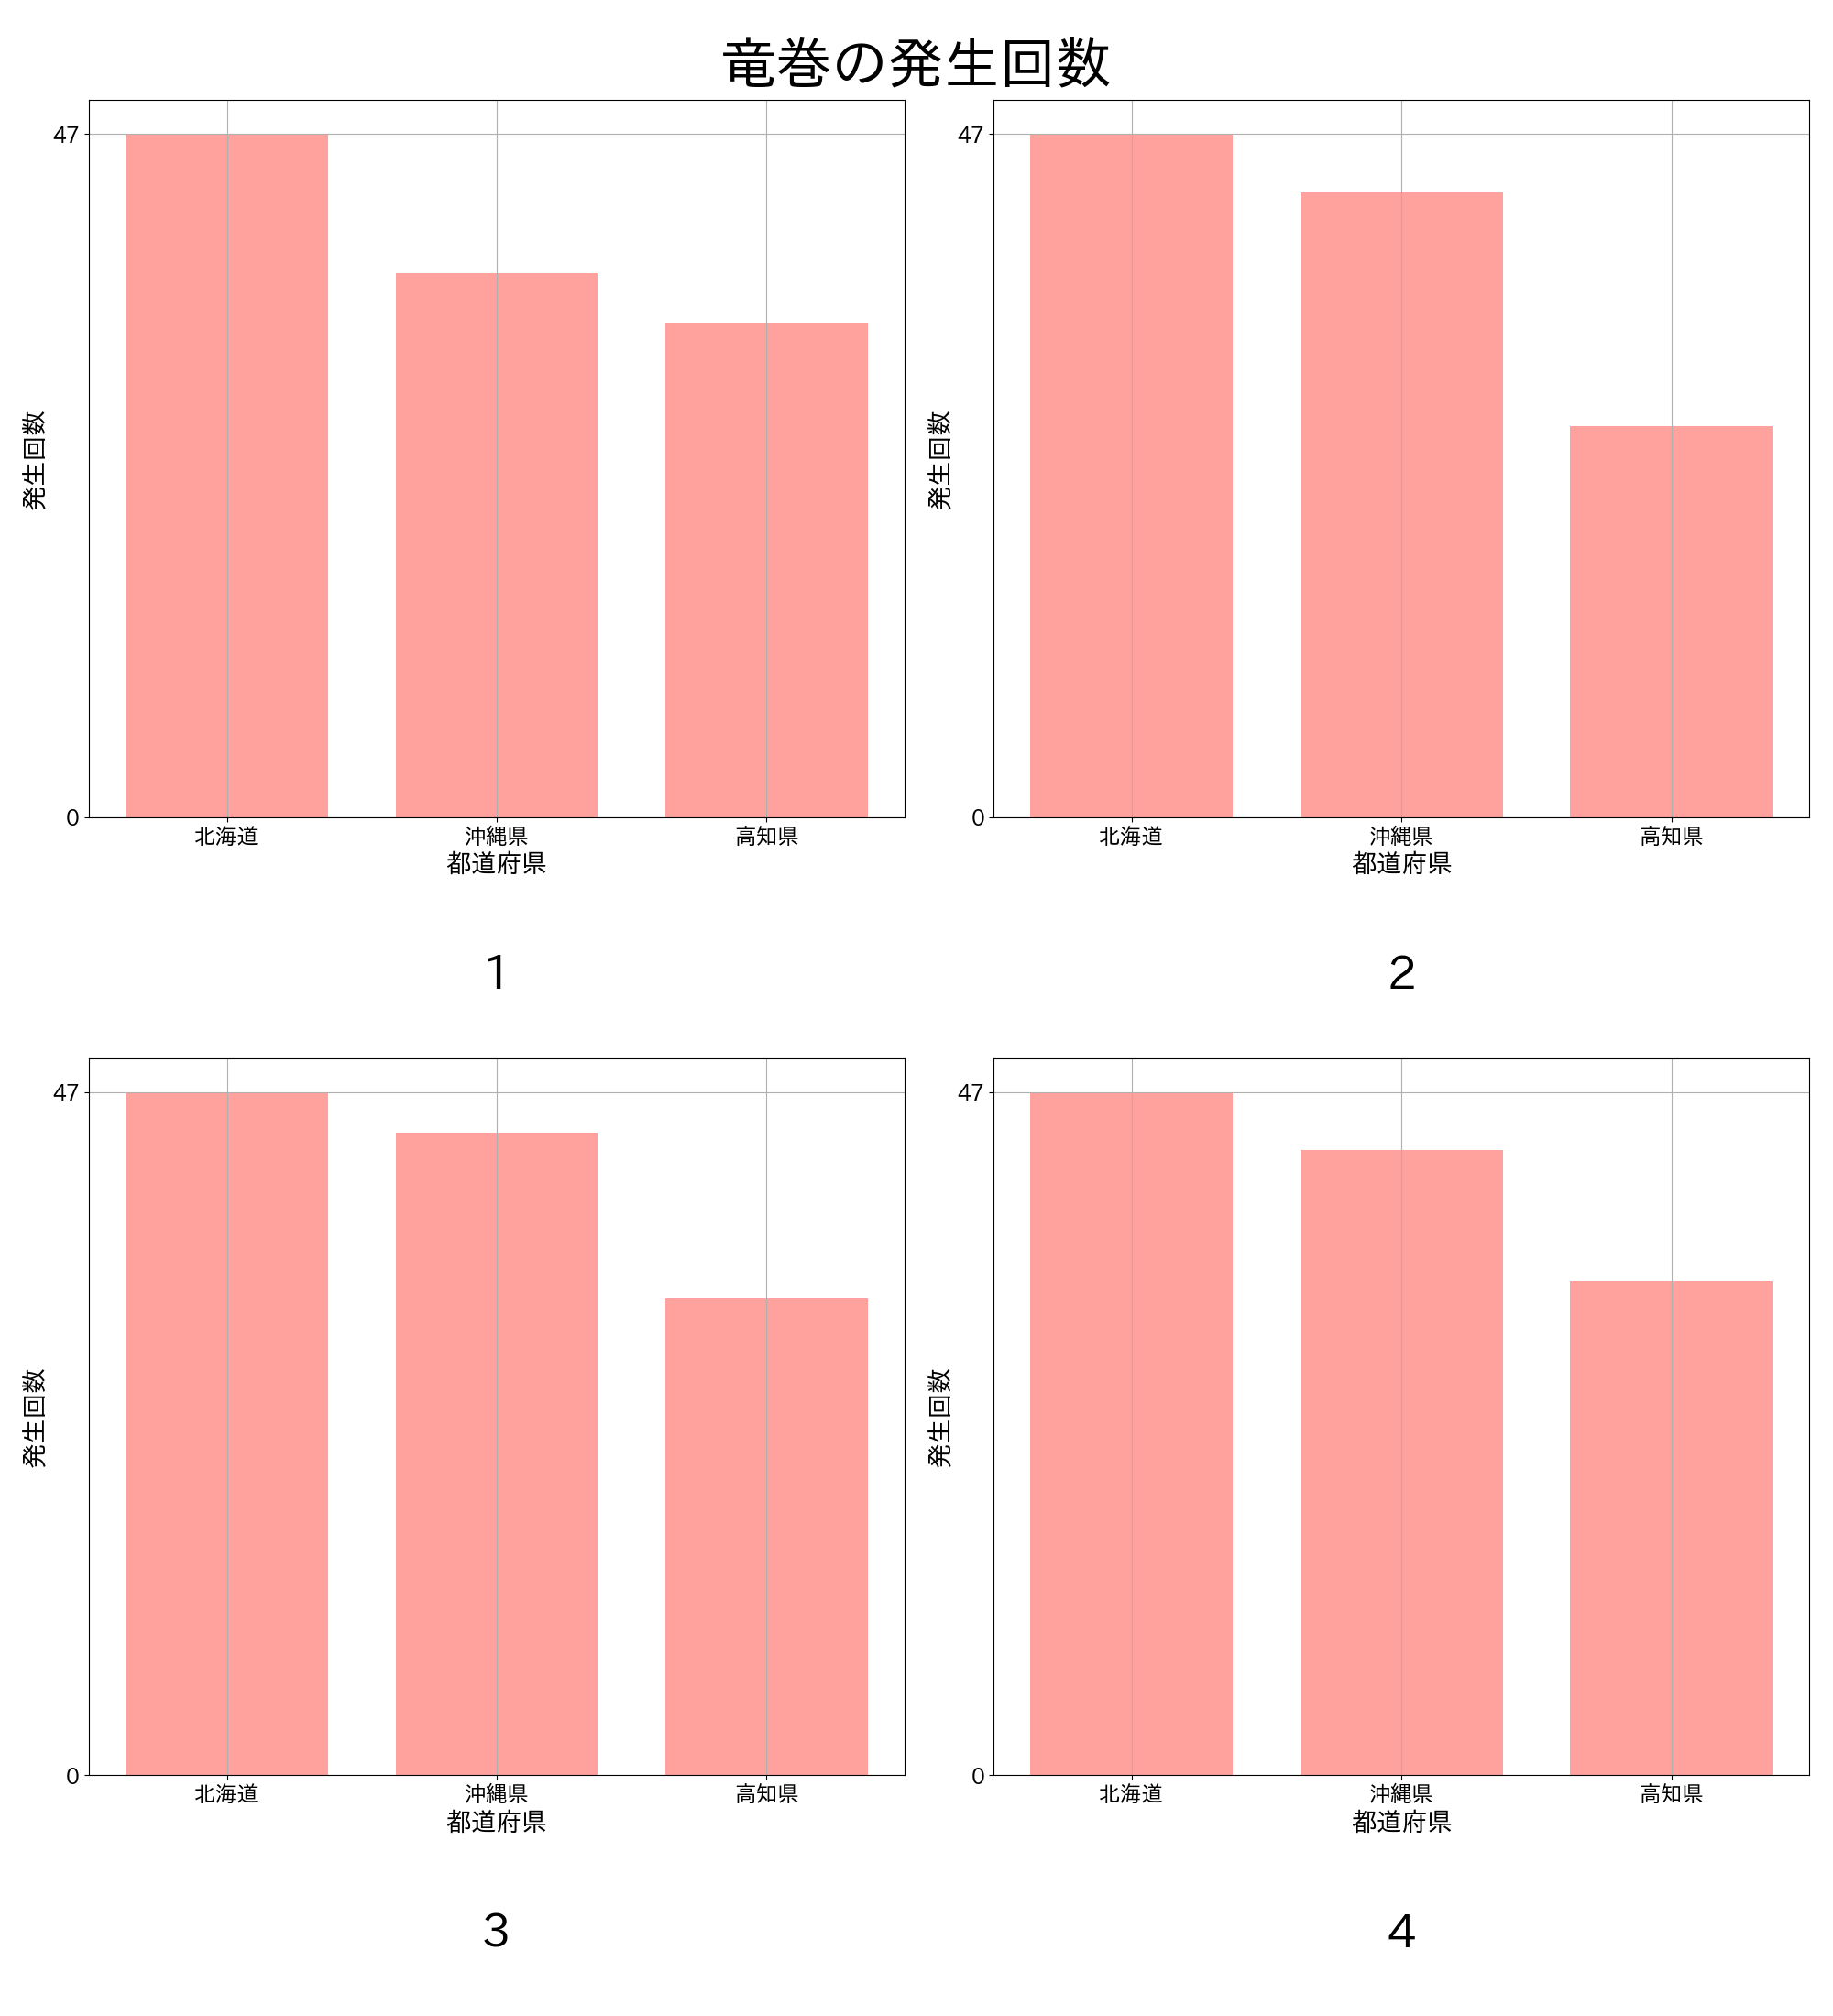 竜巻の発生回数
47
0
発生回数
北海道 沖縄県 高知県
都道府県
1
47
0
発生回数
北海道 沖縄県 高知県
都道府県
2
47
0
発生回数
北海道 沖縄県 高知県
都道府県
3
47
0
発生回数
北海道 沖縄県 高知県
都道府県
4